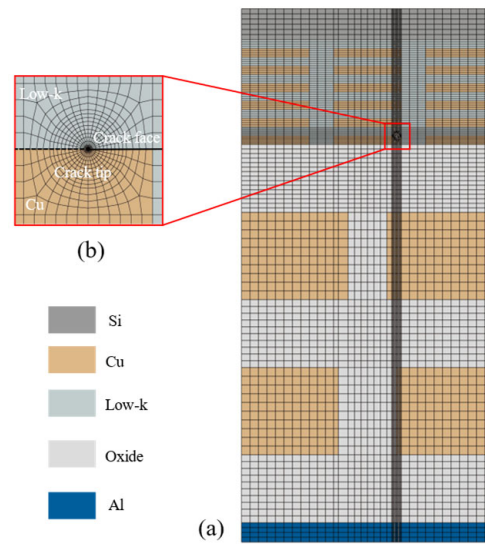 Low-k
Crack face
Crack tip
Cu
(b)
Si
Cu
Low-k
Oxide
Al
(a)